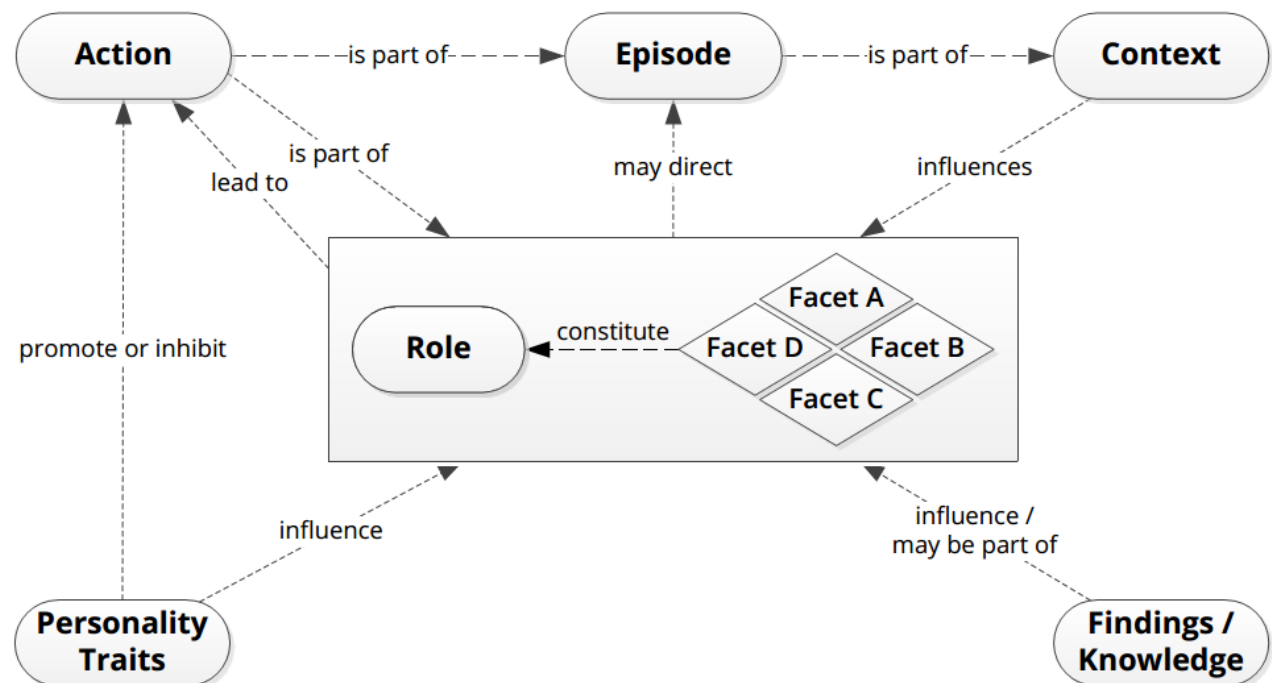 Action
is part of
Episode
is part of
Context
is part of
lead to
may direct
influences
Facet A
constitute
Role
Facet D
Facet B
Facet C
promote or inhibit
influence
influence /
may be part of
Personality
Traits
Findings /
Knowledge